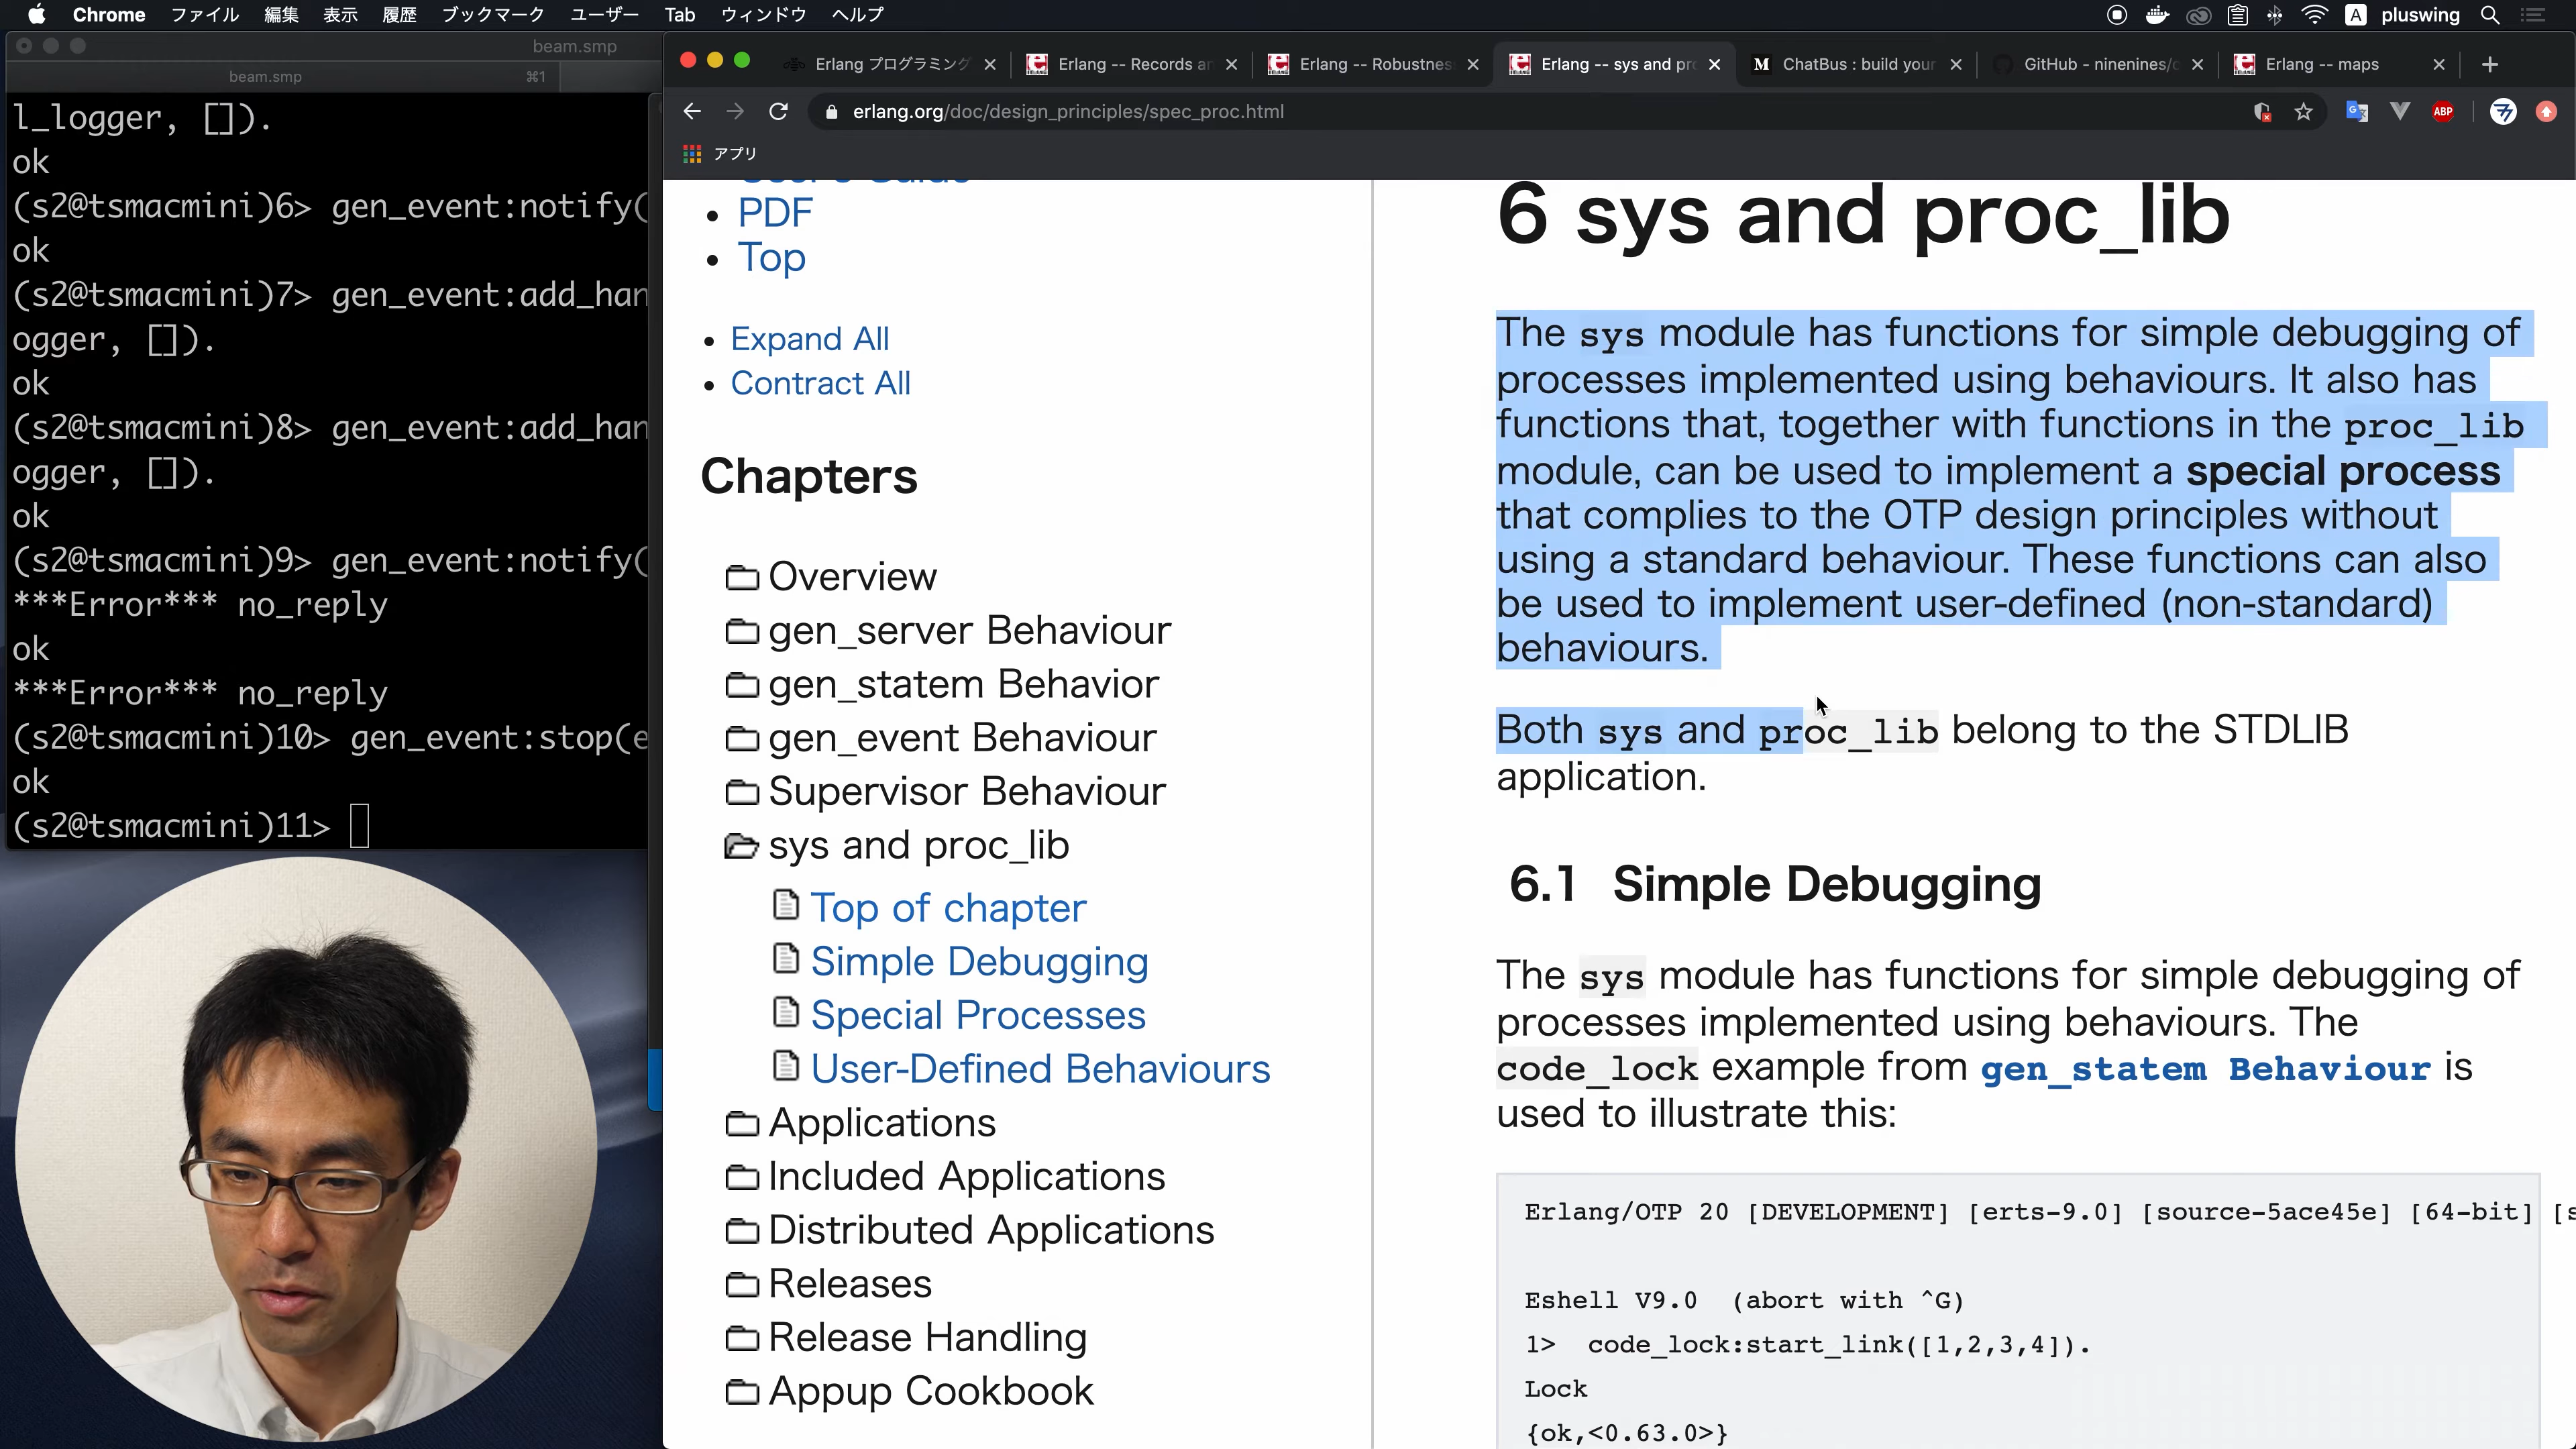 Chrome ファイル 編集 表示 履歴 ブックマーク ユーザー Tab ウィンドウ ヘルプ A pluswing
beam.smp
beam.smp ⌘1
l_logger, []).
ok
(s2@tsmacmini)6> gen_event:notify(
ok
(s2@tsmacmini)7> gen_event:add_han
ogger, []).
ok
(s2@tsmacmini)8> gen_event:add_han
ogger, []).
ok
(s2@tsmacmini)9> gen_event:notify(
***Error*** no_reply
ok
***Error*** no_reply
(s2@tsmacmini)10> gen_event:stop(e
ok
(s2@tsmacmini)11>
Erlang プログラミング
Erlang -- Records an
Erlang -- Robustnes
Erlang -- sys and pro
ChatBus : build your
GitHub - ninenines/c
Erlang -- maps
erlang.org/doc/design_principles/spec_proc.html
ABP
アプリ
PDF
Top
Expand All
Contract All
Chapters
Overview
gen_server Behaviour
gen_statem Behavior
gen_event Behaviour
Supervisor Behaviour
sys and proc_lib
Top of chapter
Simple Debugging
Special Processes
User-Defined Behaviours
Applications
Included Applications
Distributed Applications
Releases
Release Handling
Appup Cookbook
6 sys and proc_lib
The sys module has functions for simple debugging of
processes implemented using behaviours. It also has
functions that, together with functions in the proc_lib
module, can be used to implement a special process
that complies to the OTP design principles without
using a standard behaviour. These functions can also
be used to implement user-defined (non-standard)
behaviours.
Both sys and proc_lib belong to the STDLIB
application.
6.1 Simple Debugging
The sys module has functions for simple debugging of
processes implemented using behaviours. The
code_lock example from gen_statem Behaviour is
used to illustrate this:
Erlang/OTP 20 [DEVELOPMENT] [erts-9.0] [source-5ace45e] [64-bit] [s
Eshell V9.0 (abort with ^G)
1> code_lock:start_link([1,2,3,4]).
Lock
{ok,<0.63.0>}